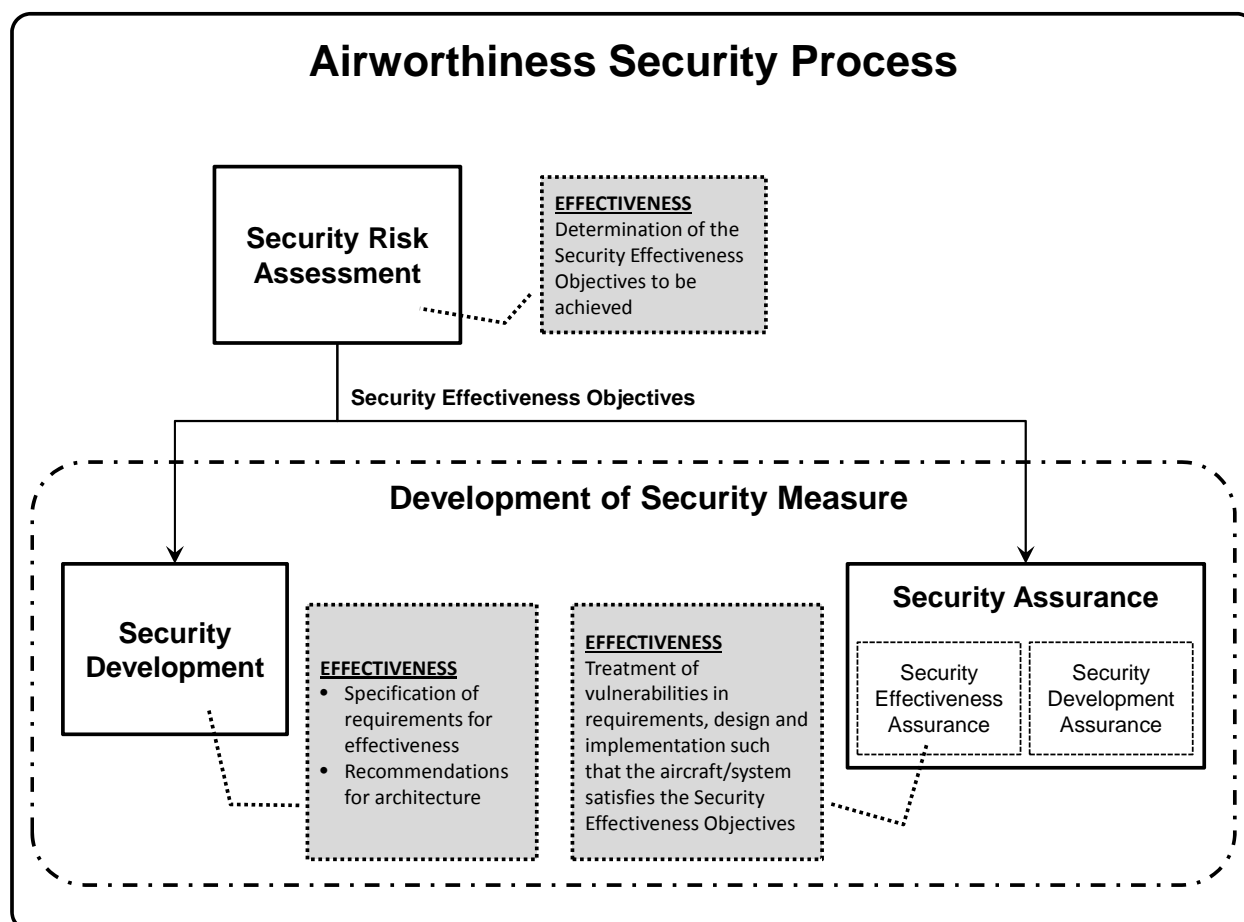 Airworthiness Security Process
Security Risk
Assessment
EFFECTIVENESS
Determination of the
Security Effectiveness
Objectives to be
achieved
Security Effectiveness Objectives
Development of Security Measure
Security
Development
EFFECTIVENESS
• Specification of
requirements for
effectiveness
• Recommendations
for architecture
EFFECTIVENESS
Treatment of
vulnerabilities in
requirements, design and
implementation such
that the aircraft/system
satisfies the Security
Effectiveness Objectives
Security Assurance
Security
Effectiveness
Assurance
Security
Development
Assurance